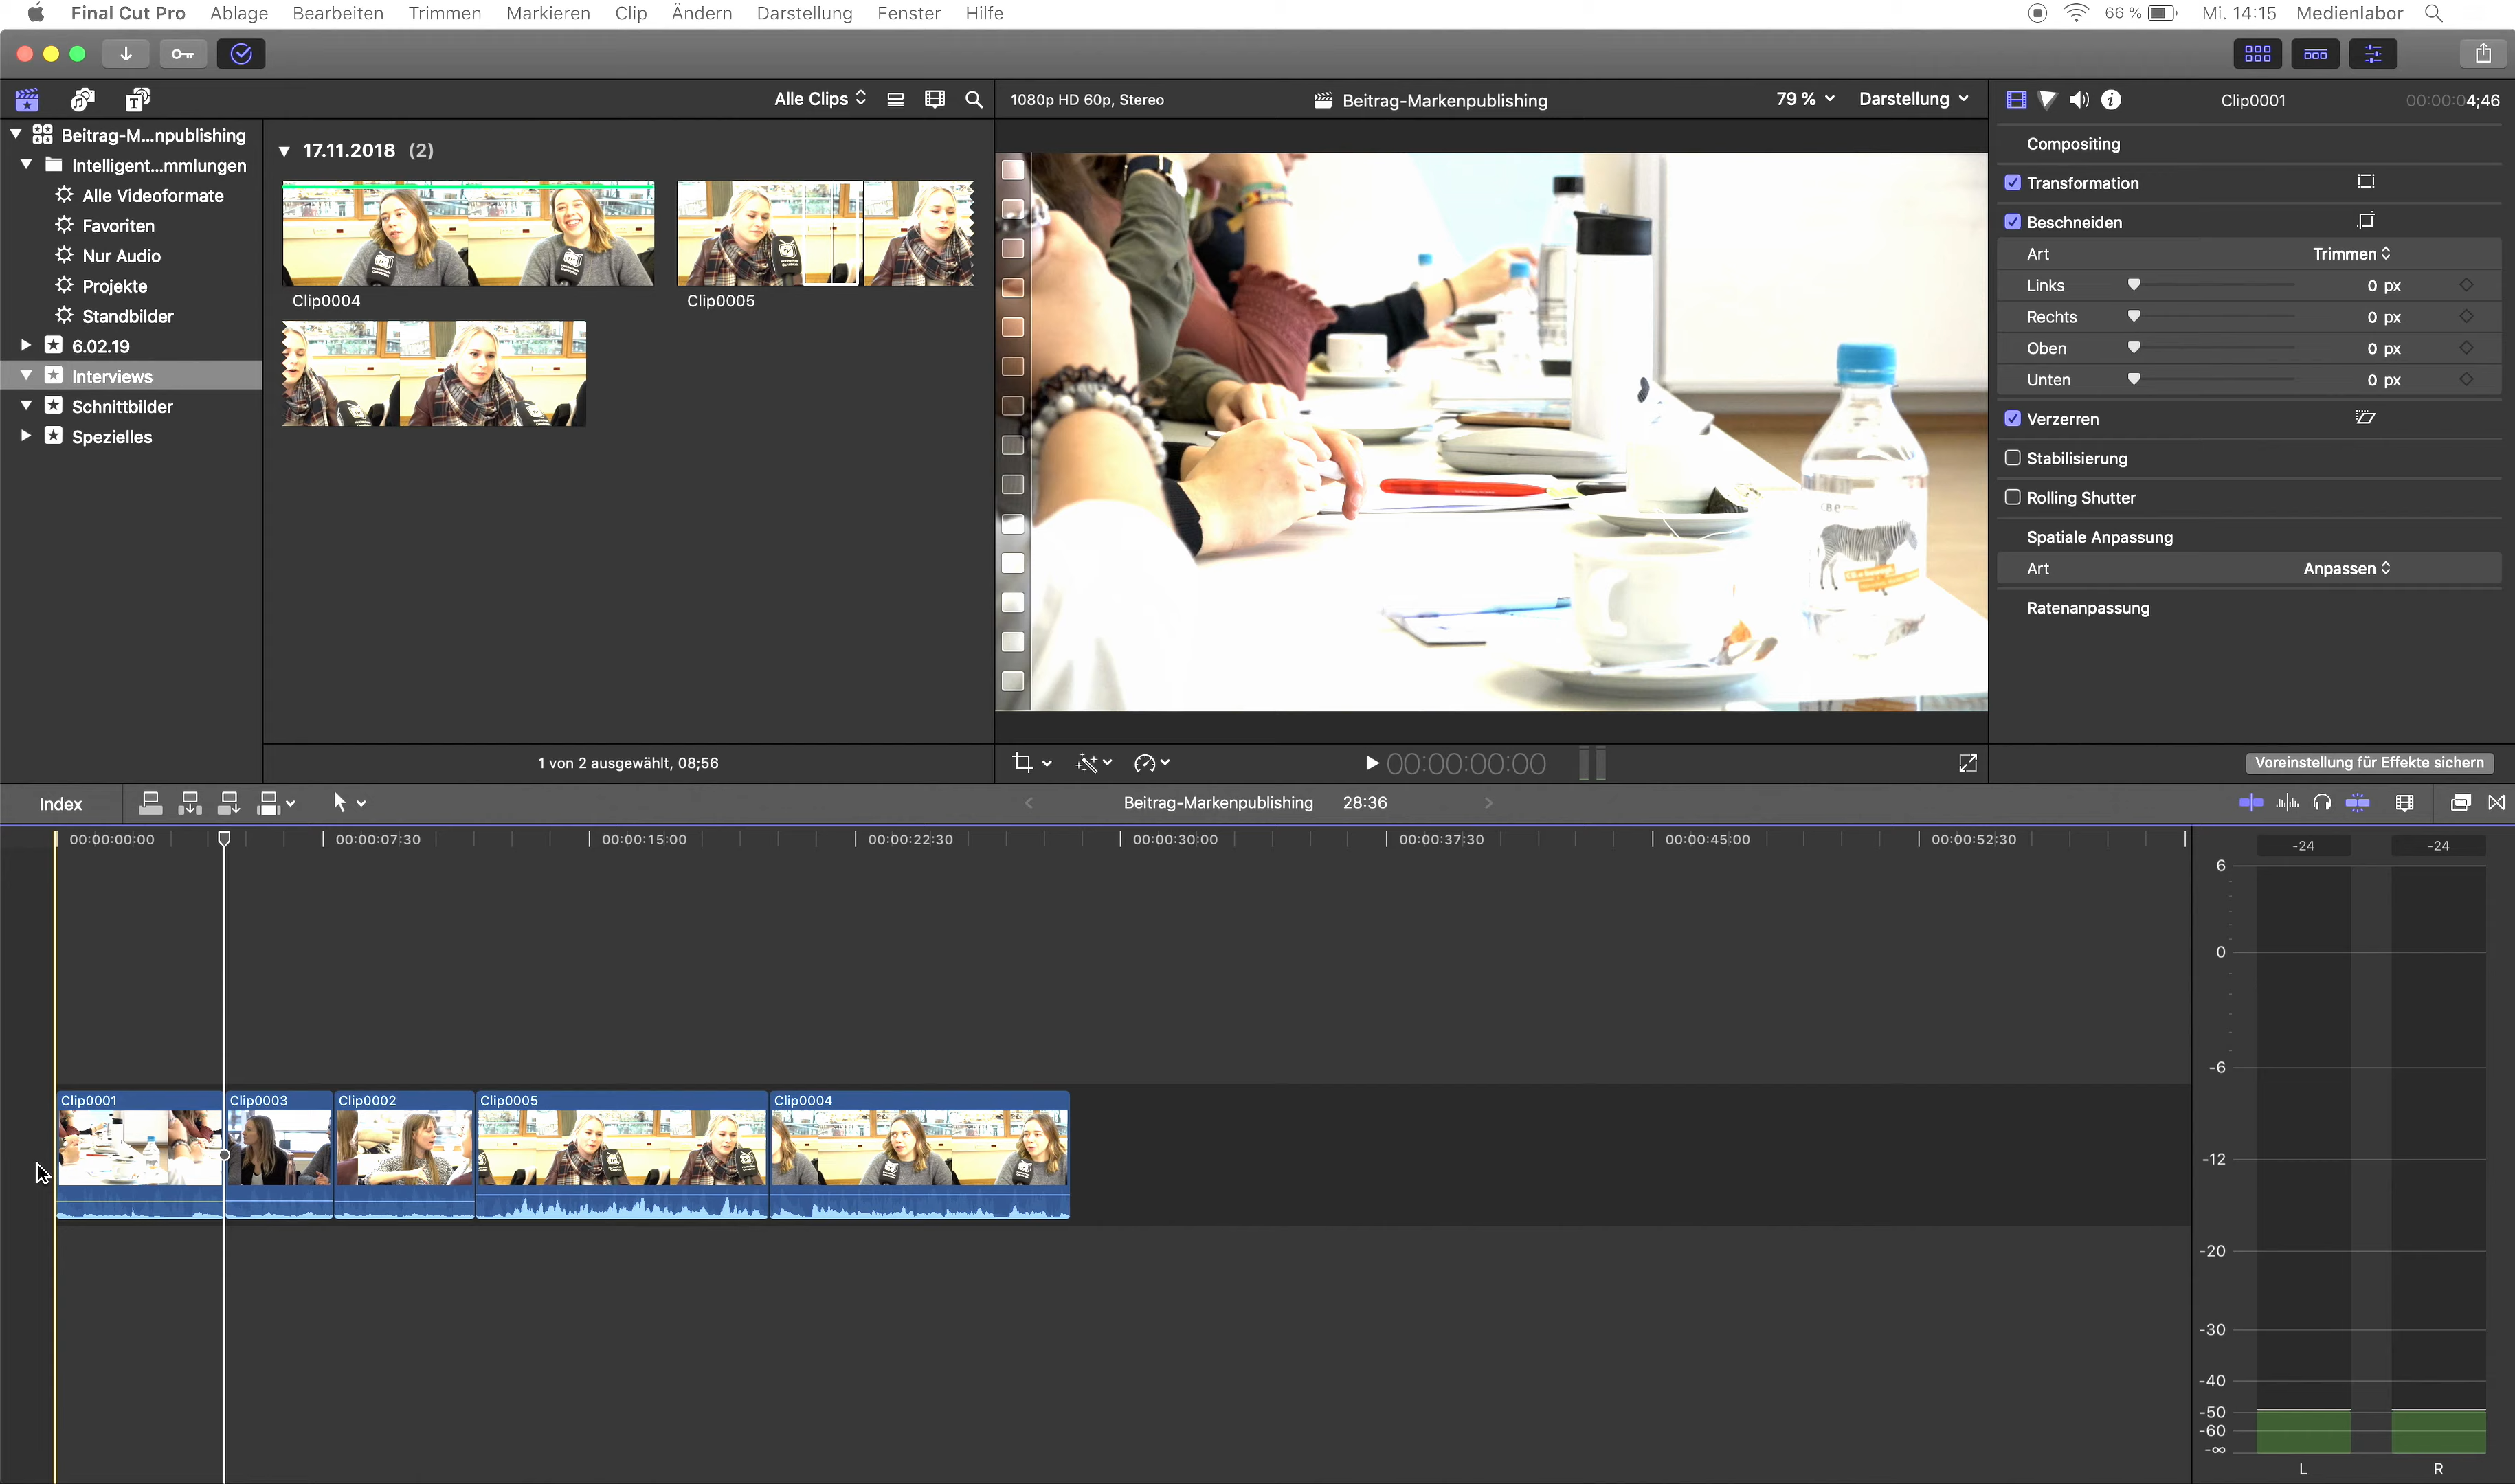 Final Cut Pro Ablage Bearbeiten Trimmen Markieren Clip Ändern Darstellung Fenster Hilfe 66 % Mi. 14:15 Medienlabor
Alle Clips
1080p HD 60p, Stereo Beitrag-Markenpublishing 79 % Darstellung
Clip0001 00:00:04;46
Beitrag-M...npublishing
Intelligent...mmlungen
Alle Videoformate
Favoriten
Nur Audio
Projekte
Standbilder
6.02.19
Interviews
Schnittbilder
Spezielles
17.11.2018 (2)
Clip0004
Clip0005
1 von 2 ausgewählt, 08;56
00:00:00:00
Compositing
Transformation
Beschneiden
Art Trimmen
Links 0 px
Rechts 0 px
Oben 0 px
Unten 0 px
Verzerren
Stabilisierung
Rolling Shutter
Spatiale Anpassung
Art Anpassen
Ratenanpassung
Voreinstellung für Effekte sichern
Index
Beitrag-Markenpublishing 28:36
00:00:00:00 00:00:07:30 00:00:15:00 00:00:22:30 00:00:30:00 00:00:37:30 00:00:45:00 00:00:52:30
Clip0001 Clip0003 Clip0002 Clip0005 Clip0004
-24 -24
6
0
-6
-12
-20
-30
-40
-50
-60
-∞
L R